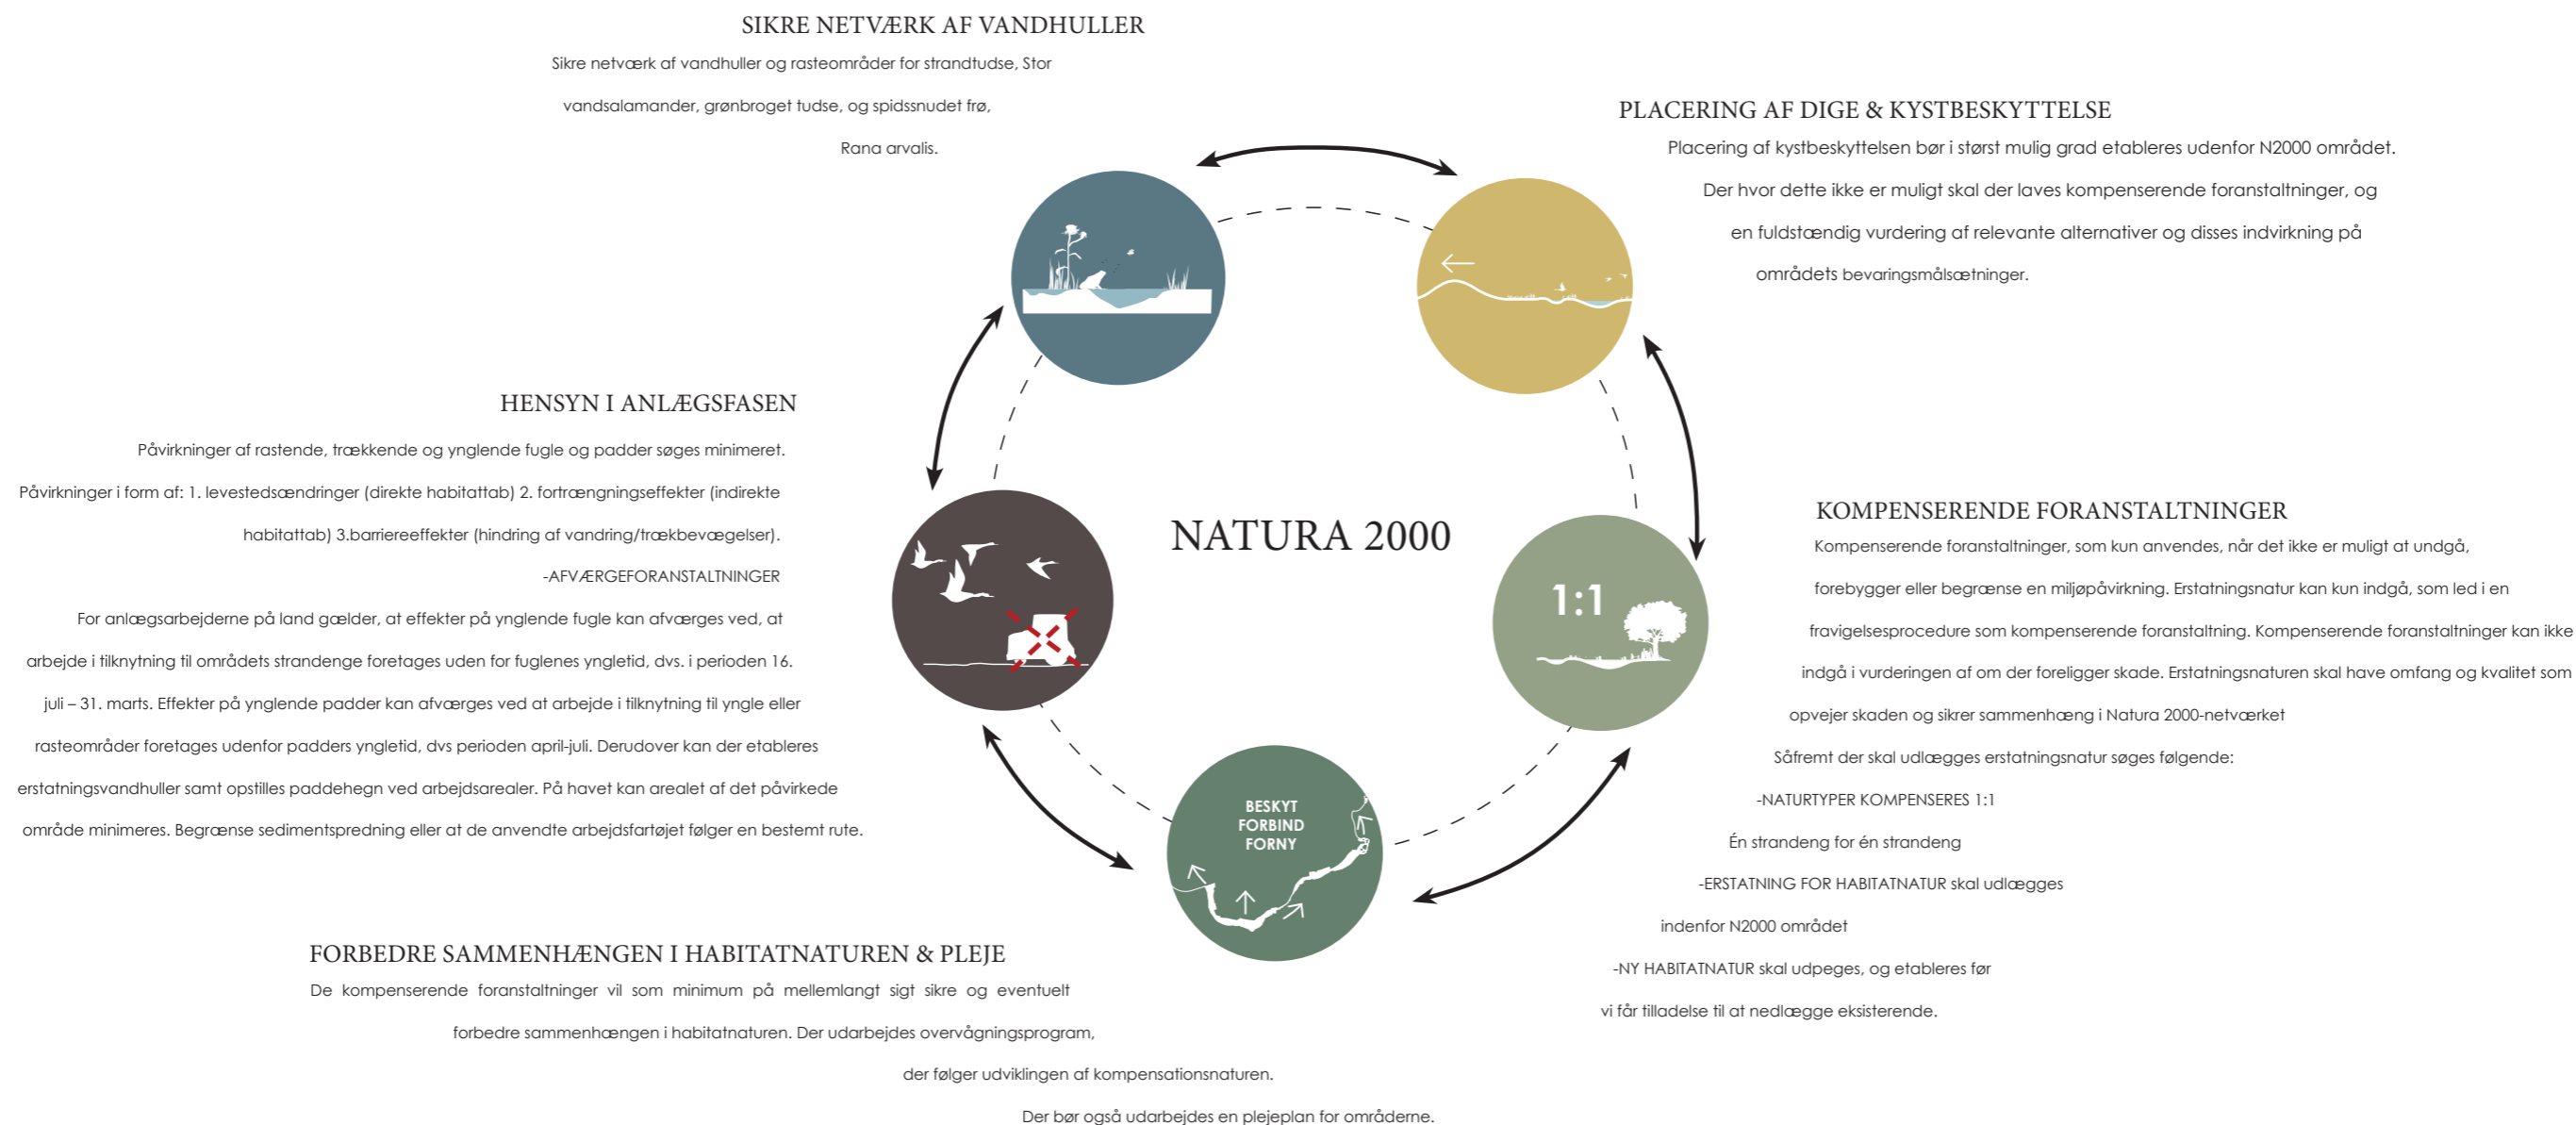 SIKRE NETVÆRK AF VANDHULLER
Sikre netværk af vandhuller og rasteområder for strandtudse, Stor
vandsalamander, grønbroget tudse, og spidssnudet frø,
Rana arvalis.
PLACERING AF DIGE & KYSTBESKYTTELSE
Placering af kystbeskyttelsen bør i størst mulig grad etableres udenfor N2000 området.
Der hvor dette ikke er muligt skal der laves kompenserende foranstaltninger, og
en fuldstændig vurdering af relevante alternativer og disses indvirkning på
områdets bevaringsmålsætninger.
HENSYN I ANLÆGSFASEN
Påvirkninger af rastende, trækkende og ynglende fugle og padder søges minimeret.
Påvirkninger i form af: 1. levestedsændringer (direkte habitattab) 2. fortrængningseffekter (indirekte
habitattab) 3.barriereeffekter (hindring af vandring/trækbevægelser).
-AFVÆRGEFORANSTALTNINGER
For anlægsarbejderne på land gælder, at effekter på ynglende fugle kan afværges ved, at
arbejde i tilknytning til områdets strandenge foretages uden for fuglenes yngletid, dvs. i perioden 16.
juli – 31. marts. Effekter på ynglende padder kan afværges ved at arbejde i tilknytning til yngle eller
rasteområder foretages udenfor padders yngletid, dvs perioden april-juli. Derudover kan der etableres
erstatningsvandhuller samt opstilles paddehegn ved arbejdsarealer. På havet kan arealet af det påvirkede
område minimeres. Begrænse sedimentspredning eller at de anvendte arbejdsfartøjet følger en bestemt rute.
NATURA 2000
1:1
KOMPENSERENDE FORANSTALTNINGER
Kompenserende foranstaltninger, som kun anvendes, når det ikke er muligt at undgå,
forebygger eller begrænse en miljøpåvirkning. Erstatningsnatur kan kun indgå, som led i en
fravigelsesprocedure som kompenserende foranstaltning. Kompenserende foranstaltninger kan ikke
indgå i vurderingen af om der foreligger skade. Erstatningsnaturen skal have omfang og kvalitet som
opvejer skaden og sikrer sammenhæng i Natura 2000-netværket
Såfremt der skal udlægges erstatningsnatur søges følgende:
-NATURTYPER KOMPENSERES 1:1
Én strandeng for én strandeng
-ERSTATNING FOR HABITATNATUR skal udlægges
indenfor N2000 området
-NY HABITATNATUR skal udpeges, og etableres før
vi får tilladelse til at nedlægge eksisterende.
BESKYT
FORBIND
FORNY
FORBEDRE SAMMENHÆNGEN I HABITATNATUREN & PLEJE
De kompenserende foranstaltninger vil som minimum på mellemlangt sigt sikre og eventuelt
forbedre sammenhængen i habitatnaturen. Der udarbejdes overvågningsprogram,
der følger udviklingen af kompensationsnaturen.
Der bør også udarbejdes en plejeplan for områderne.